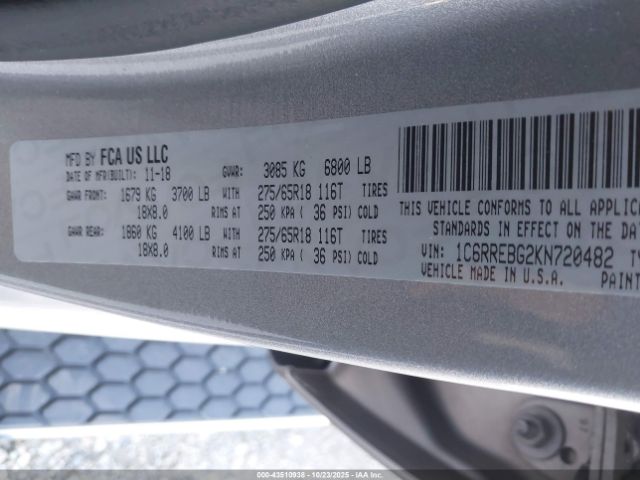 MFD BY FCA US LLC
DATE OF MFR(BUILT): 11-18 GVWR: 3085 KG 6800 LB
GAWR FRONT: 1679 KG 3700 LB WITH 275/65R18 116T TIRES
18X8.0 RIMS AT 250 KPA ( 36 PSI) COLD
GAWR REAR: 1860 KG 4100 LB WITH 275/65R18 116T TIRES
18X8.0 RIMS AT 250 KPA ( 36 PSI) COLD
THIS VEHICLE CONFORMS TO ALL APPLICA
STANDARDS IN EFFECT ON THE DA
VIN: 1C6RREBG2KN720482 TY
VEHICLE MADE IN U.S.A. PAINT
000-43510938 - 10/23/2025 - IAAI.COM